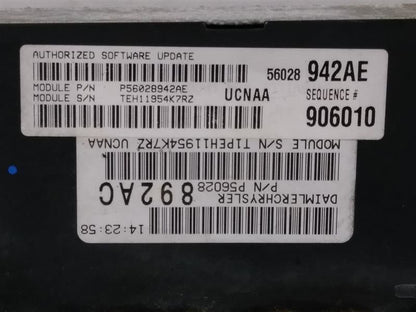 AUTHORIZED SOFTWARE UPDATE
56028 942AE
MODULE P/N P56028942AE
MODULE S/N TEH11954K7RZ
UCNAA
SEQUENCE #
906010
DAIMLERCHRYSLER
P/N P56028
892AC
MODULE S/N T1PEH11954K7RZ UCNAA
14:23:58